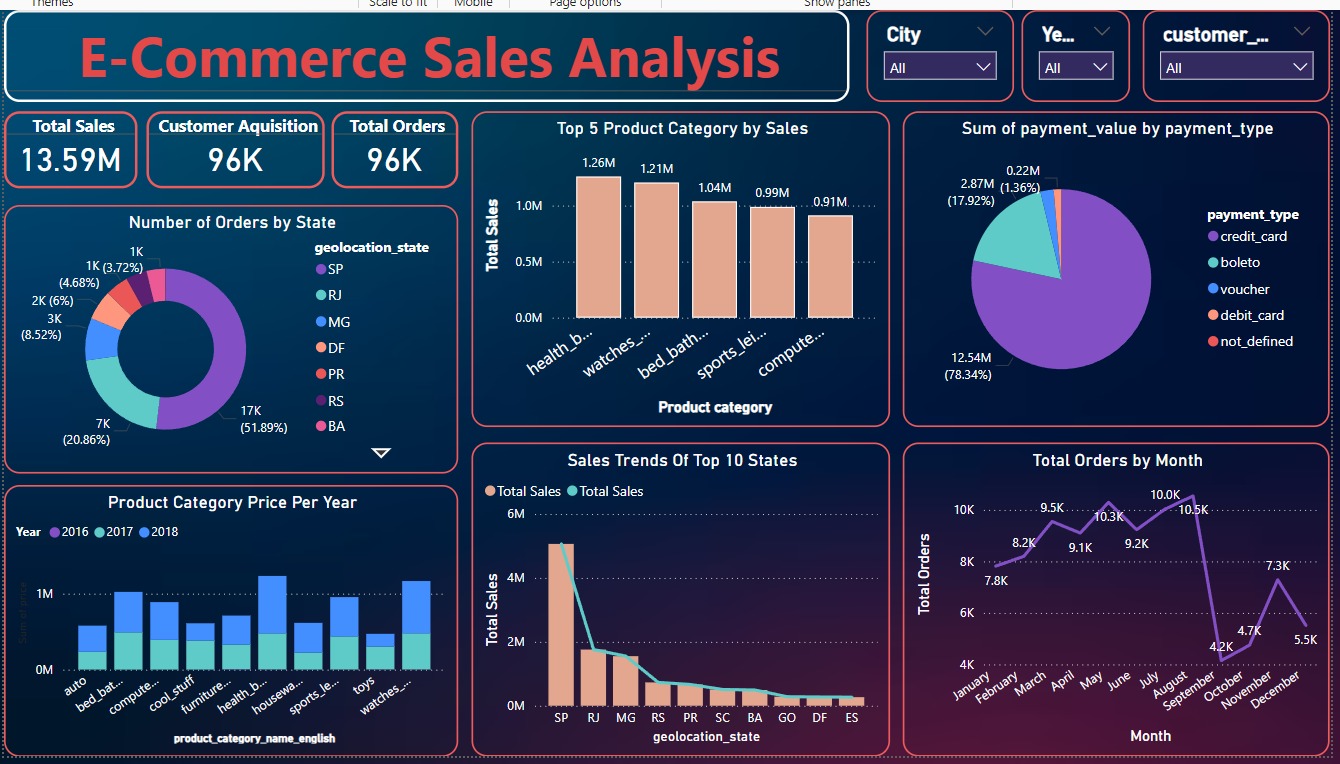 Themes
Scale to fit
Mobile
Page options
Show panes
E-Commerce Sales Analysis
City
All
Ye...
All
customer_...
All
Total Sales
13.59M
Customer Aquisition
96K
Total Orders
96K
Number of Orders by State
1K
(3.72%)
1K
(4.68%)
2K (6%)
3K
(8.52%)
7K
(20.86%)
17K
(51.89%)
geolocation_state
SP
RJ
MG
DF
PR
RS
BA
Top 5 Product Category by Sales
Total Sales
1.0M
0.5M
0.0M
1.26M
1.21M
1.04M
0.99M
0.91M
health_b...
watches_...
bed_bath...
sports_lei...
compute...
Product category
Sum of payment_value by payment_type
0.22M
(1.36%)
2.87M
(17.92%)
12.54M
(78.34%)
payment_type
credit_card
boleto
voucher
debit_card
not_defined
Product Category Price Per Year
Year
2016
2017
2018
Sum of price
1M
0M
auto
bed_bat...
compute...
cool_stuff
furniture...
health_b...
housewa...
sports_le...
toys
watches_...
product_category_name_english
Sales Trends Of Top 10 States
Total Sales
Total Sales
Total Sales
6M
4M
2M
0M
SP
RJ
MG
RS
PR
SC
BA
GO
DF
ES
geolocation_state
Total Orders by Month
Total Orders
10K
8K
6K
4K
7.8K
8.2K
9.5K
9.1K
10.3K
9.2K
10.0K
10.5K
4.2K
4.7K
7.3K
5.5K
January
February
March
April
May
June
July
August
September
October
November
December
Month